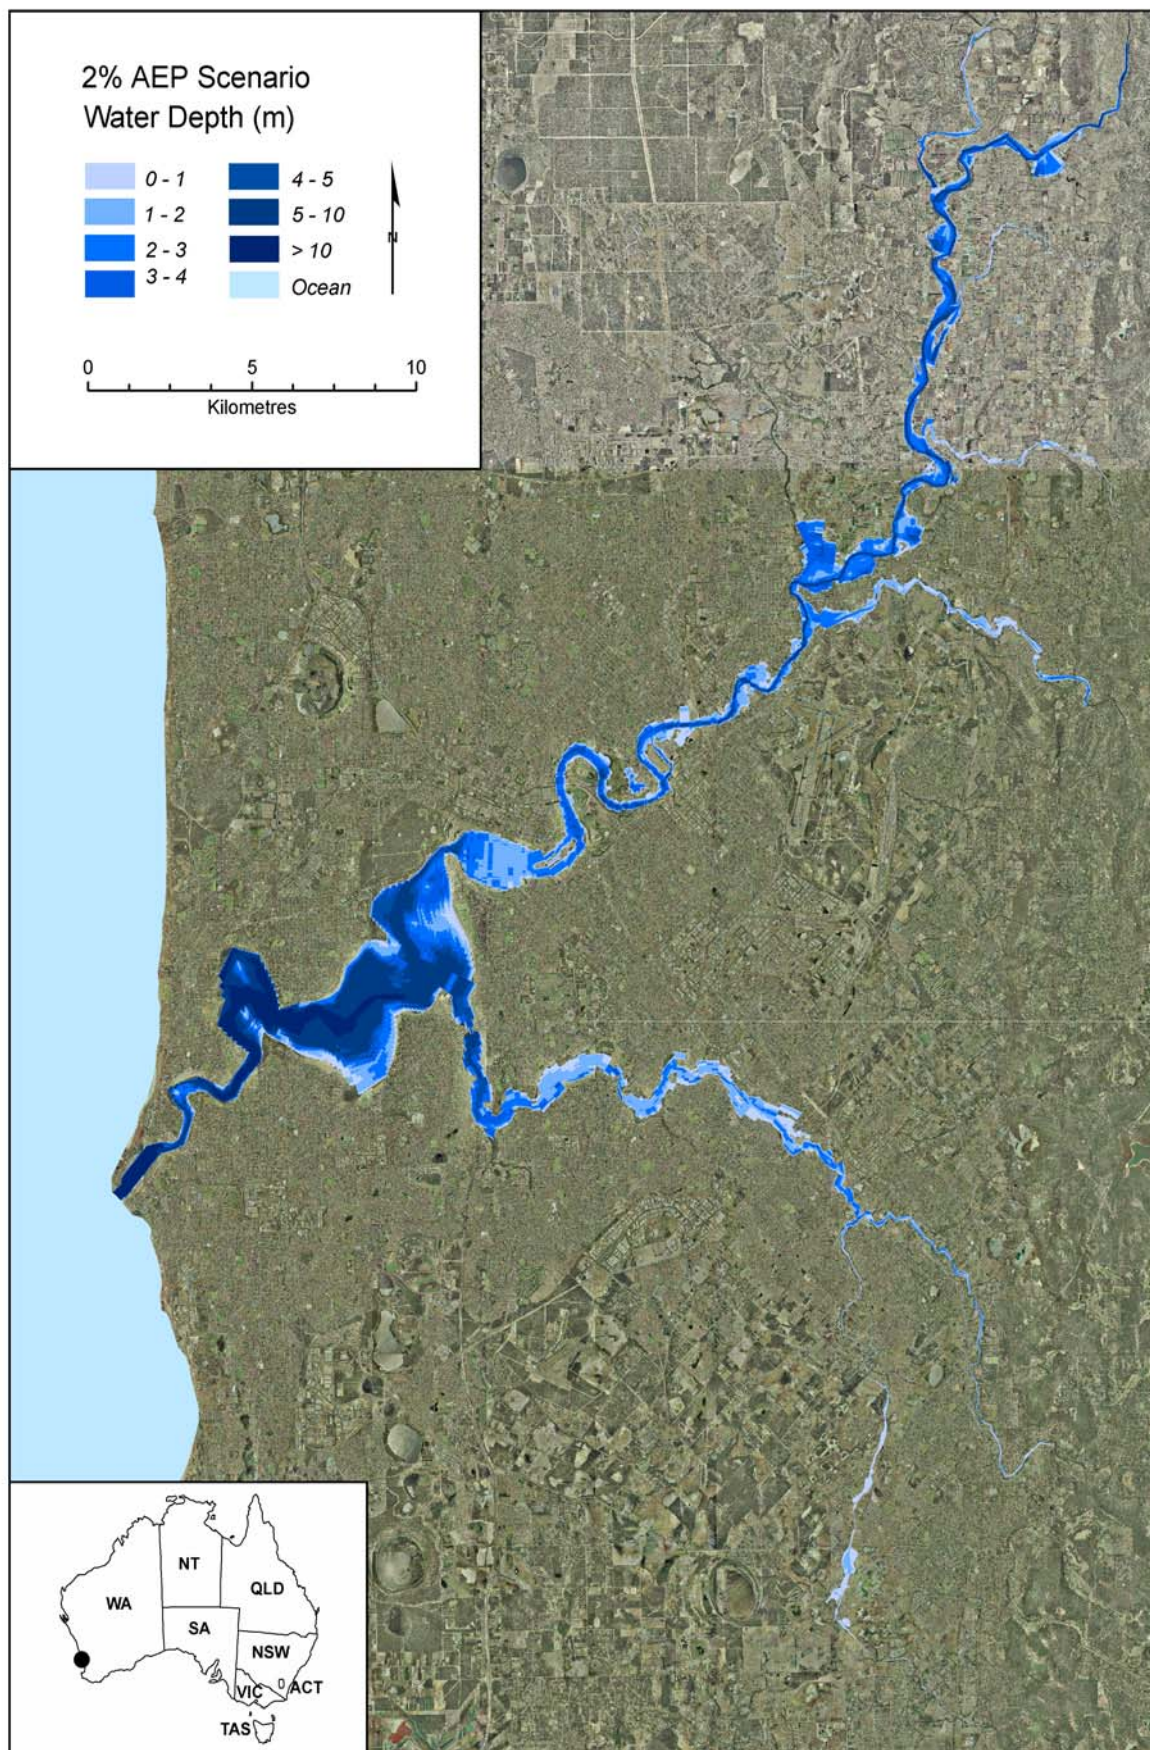 2% AEP Scenario
Water Depth (m)
0 - 1
4 - 5
1 - 2
5 - 10
2 - 3
> 10
3 - 4
Ocean
N
0 5 10
Kilometres
NT
WA
QLD
SA
NSW
VIC
ACT
TAS